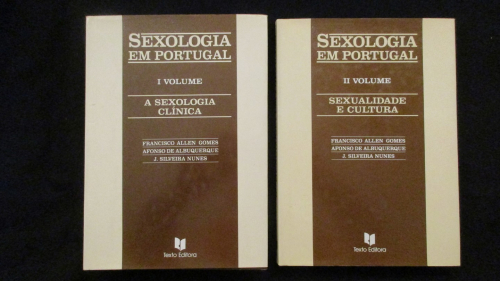 SEXOLOGIA
EM PORTUGAL
I VOLUME
A SEXOLOGIA
CLÍNICA
FRANCISCO ALLEN GOMES
AFONSO DE ALBUQUERQUE
J. SILVEIRA NUNES
Texto Editora
SEXOLOGIA
EM PORTUGAL
II VOLUME
SEXUALIDADE
E CULTURA
FRANCISCO ALLEN GOMES
AFONSO DE ALBUQUERQUE
J. SILVEIRA NUNES
Texto Editora